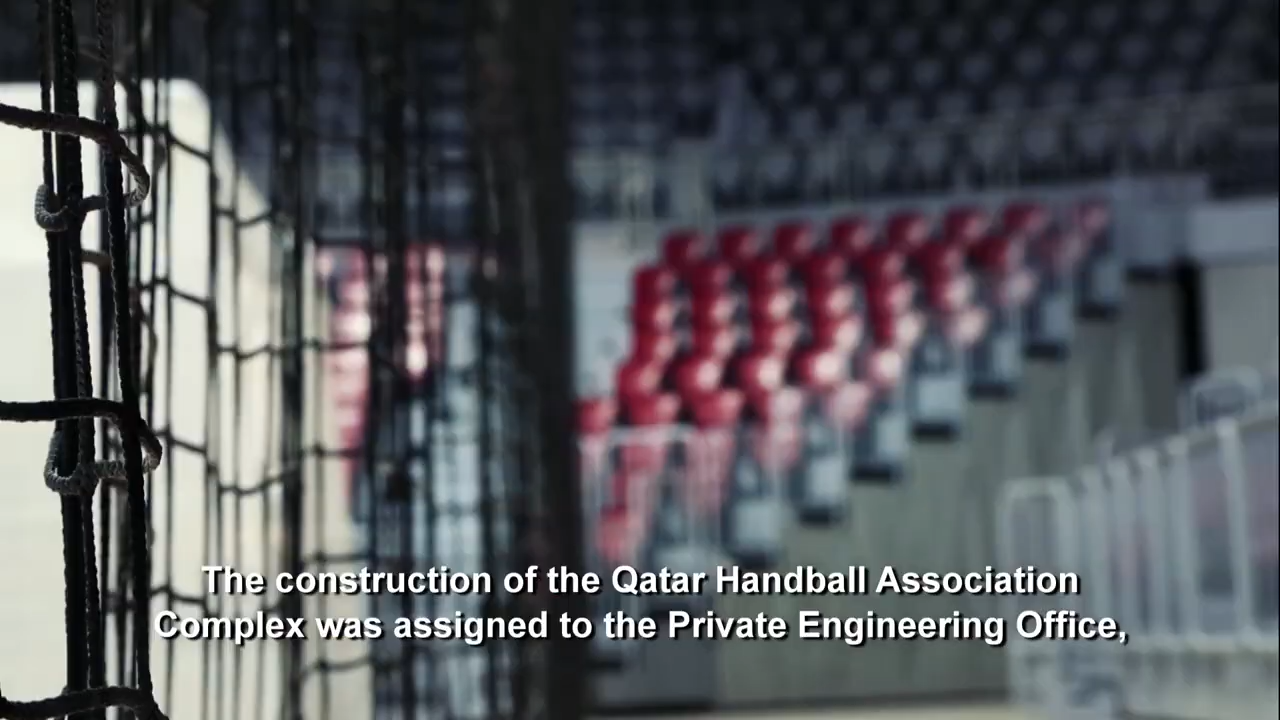 The construction of the Qatar Handball Association
Complex was assigned to the Private Engineering Office,